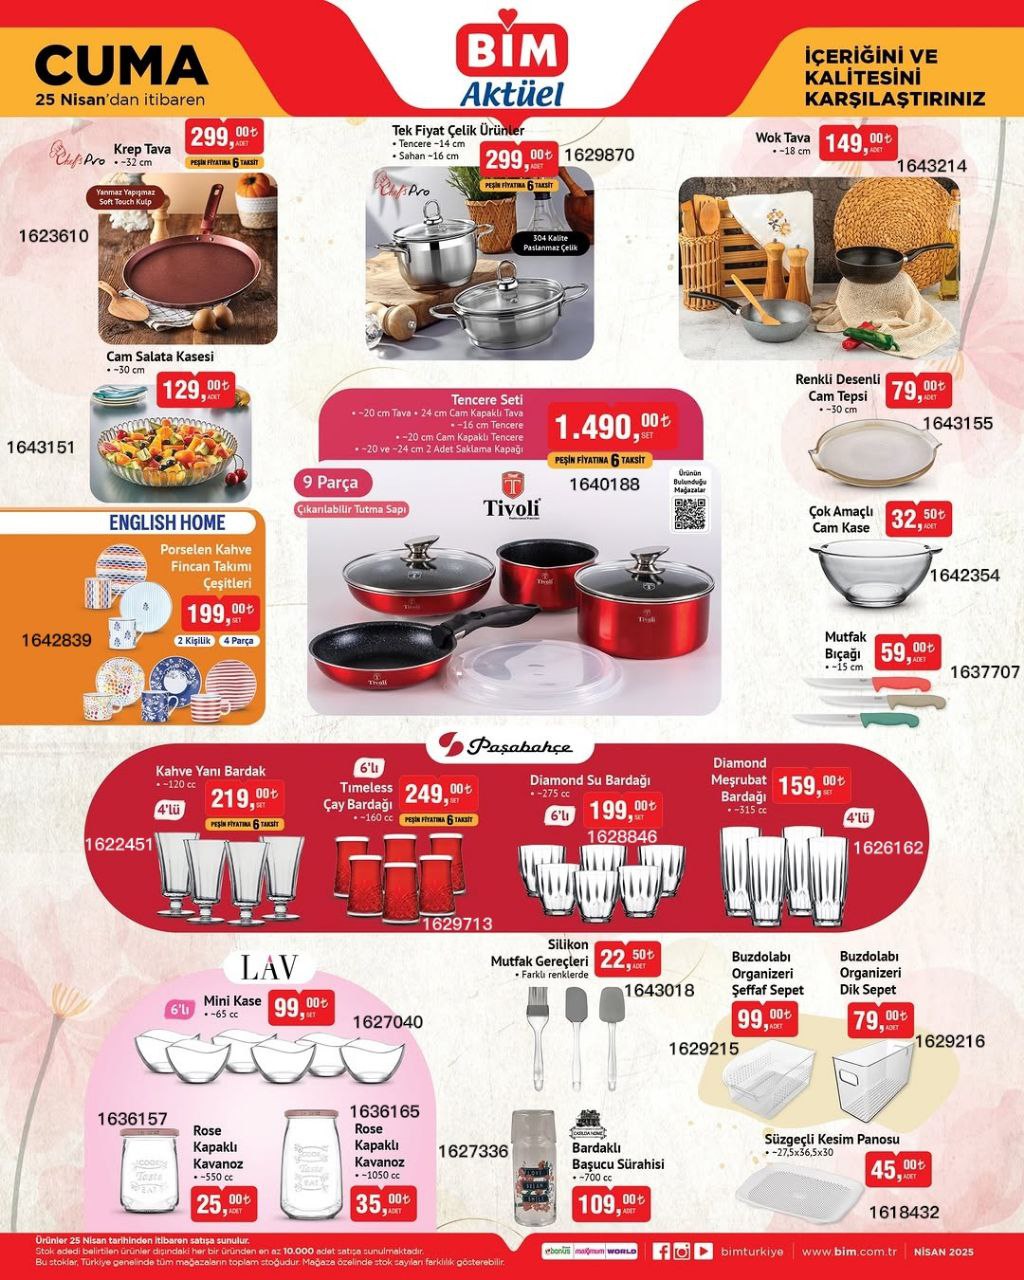 CUMA
25 Nisan'dan itibaren
BİM
Aktüel
İÇERİĞİNİ VE
KALİTESİNİ
KARŞILAŞTIRINIZ
Chef's Pro
Krep Tava
• ~32 cm
299,00₺
ADET
PEŞİN FİYATINA 6 TAKSİT
Yanmaz Yapışmaz
Soft Touch Kulp
1623610
Tek Fiyat Çelik Ürünler
• Tencere ~14 cm
• Sahan ~16 cm
299,00₺
ADET
PEŞİN FİYATINA 6 TAKSİT
1629870
Chef's Pro
304 Kalite
Paslanmaz Çelik
Wok Tava
• ~18 cm
149,00₺
ADET
1643214
Cam Salata Kasesi
• ~30 cm
129,00₺
ADET
1643151
Tencere Seti
• ~20 cm Tava • 24 cm Cam Kapaklı Tava
• ~16 cm Tencere
• ~20 cm Cam Kapaklı Tencere
• ~20 ve ~24 cm 2 Adet Saklama Kapağı
1.490,00₺
SET
PEŞİN FİYATINA 6 TAKSİT
1640188
9 Parça
Çıkarılabilir Tutma Sapı
Tivoli
Ürünün
Bulunduğu
Mağazalar
Renkli Desenli
Cam Tepsi
• ~30 cm
79,00₺
ADET
1643155
Çok Amaçlı
Cam Kase
32,50₺
ADET
1642354
Mutfak
Bıçağı
• ~15 cm
59,00₺
ADET
1637707
ENGLISH HOME
Porselen Kahve
Fincan Takımı
Çeşitleri
199,00₺
SET
2 Kişilik
4 Parça
1642839
Paşabahçe
Kahve Yanı Bardak
• ~120 cc
4'lü
219,00₺
SET
PEŞİN FİYATINA 6 TAKSİT
1622451
6'lı
Timeless
Çay Bardağı
• ~160 cc
249,00₺
SET
PEŞİN FİYATINA 6 TAKSİT
1629713
Diamond Su Bardağı
• ~275 cc
6'lı
199,00₺
SET
1628846
Diamond
Meşrubat
Bardağı
• ~315 cc
159,00₺
SET
4'lü
1626162
LAV
6'lı
Mini Kase
• ~65 cc
99,00₺
SET
1627040
1636157
Rose
Kapaklı
Kavanoz
• ~550 cc
25,00₺
ADET
1636165
Rose
Kapaklı
Kavanoz
• ~1050 cc
35,00₺
ADET
Silikon
Mutfak Gereçleri
• Farklı renklerde
22,50₺
ADET
1643018
Buzdolabı
Organizeri
Şeffaf Sepet
99,00₺
ADET
1629215
Buzdolabı
Organizeri
Dik Sepet
79,00₺
ADET
1629216
1627336
Bardaklı
Başucu Sürahisi
• ~700 cc
109,00₺
ADET
Süzgeçli Kesim Panosu
• ~27,5x36,5x30
45,00₺
ADET
1618432
Ürünler 25 Nisan tarihinden itibaren satışa sunulur.
Stok adedi belirtilen ürünler dışındaki her bir üründen en az 10.000 adet satışa sunulmaktadır.
Bu stoklar, Türkiye genelinde tüm mağazaların toplam stoğudur. Mağaza özelinde stok sayıları farklılık gösterebilir.
bonus maximum WORLD
bimturkiye
www.bim.com.tr
NİSAN 2025